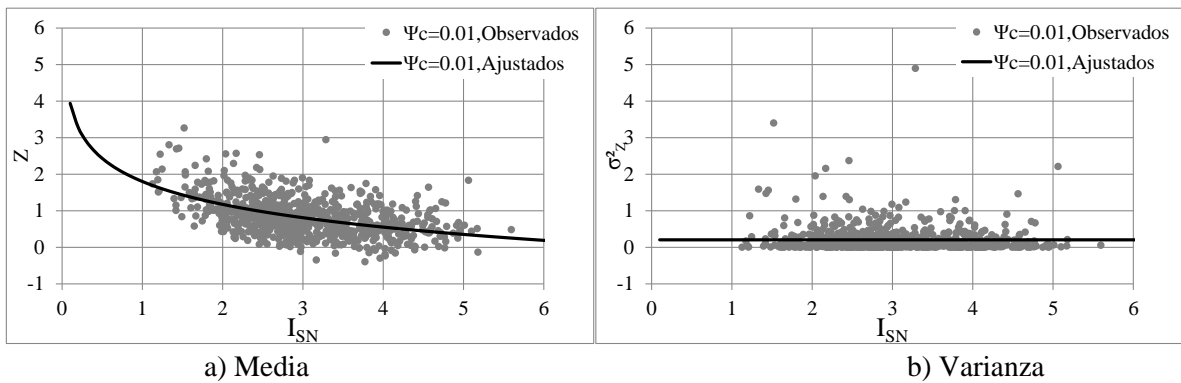 6
5
4
3
2
1
0
-1
Z
0 1 2 3 4 5 6
I_SN
Ψc=0.01,Observados
Ψc=0.01,Ajustados
a) Media
6
5
4
3
2
1
0
-1
σ²_Z
0 1 2 3 4 5 6
I_SN
Ψc=0.01,Observados
Ψc=0.01,Ajustados
b) Varianza